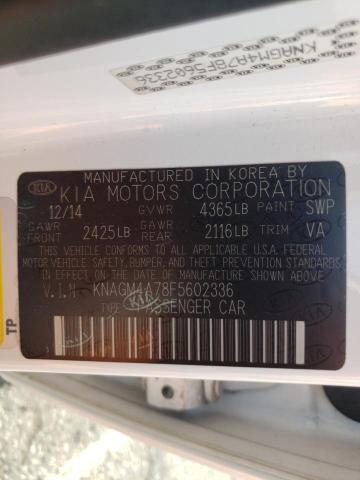 KNAGM4A78F5602336
MANUFACTURED IN KOREA BY
KIA KIA MOTORS CORPORATION
12/14 GVWR 4365LB PAINT SWP
GAWR FRONT 2425LB GAWR REAR 2116LB TRIM VA
THIS VEHICLE CONFORMS TO ALL APPLICABLE U.S.A. FEDERAL
MOTOR VEHICLE SAFETY, BUMPER, AND THEFT PREVENTION
STANDARDS IN EFFECT ON THE DATE OF MANUFACTURE
SHOWN ABOVE.
V.I.N KNAGM4A78F5602336
TYPE PASSENGER CAR
TP